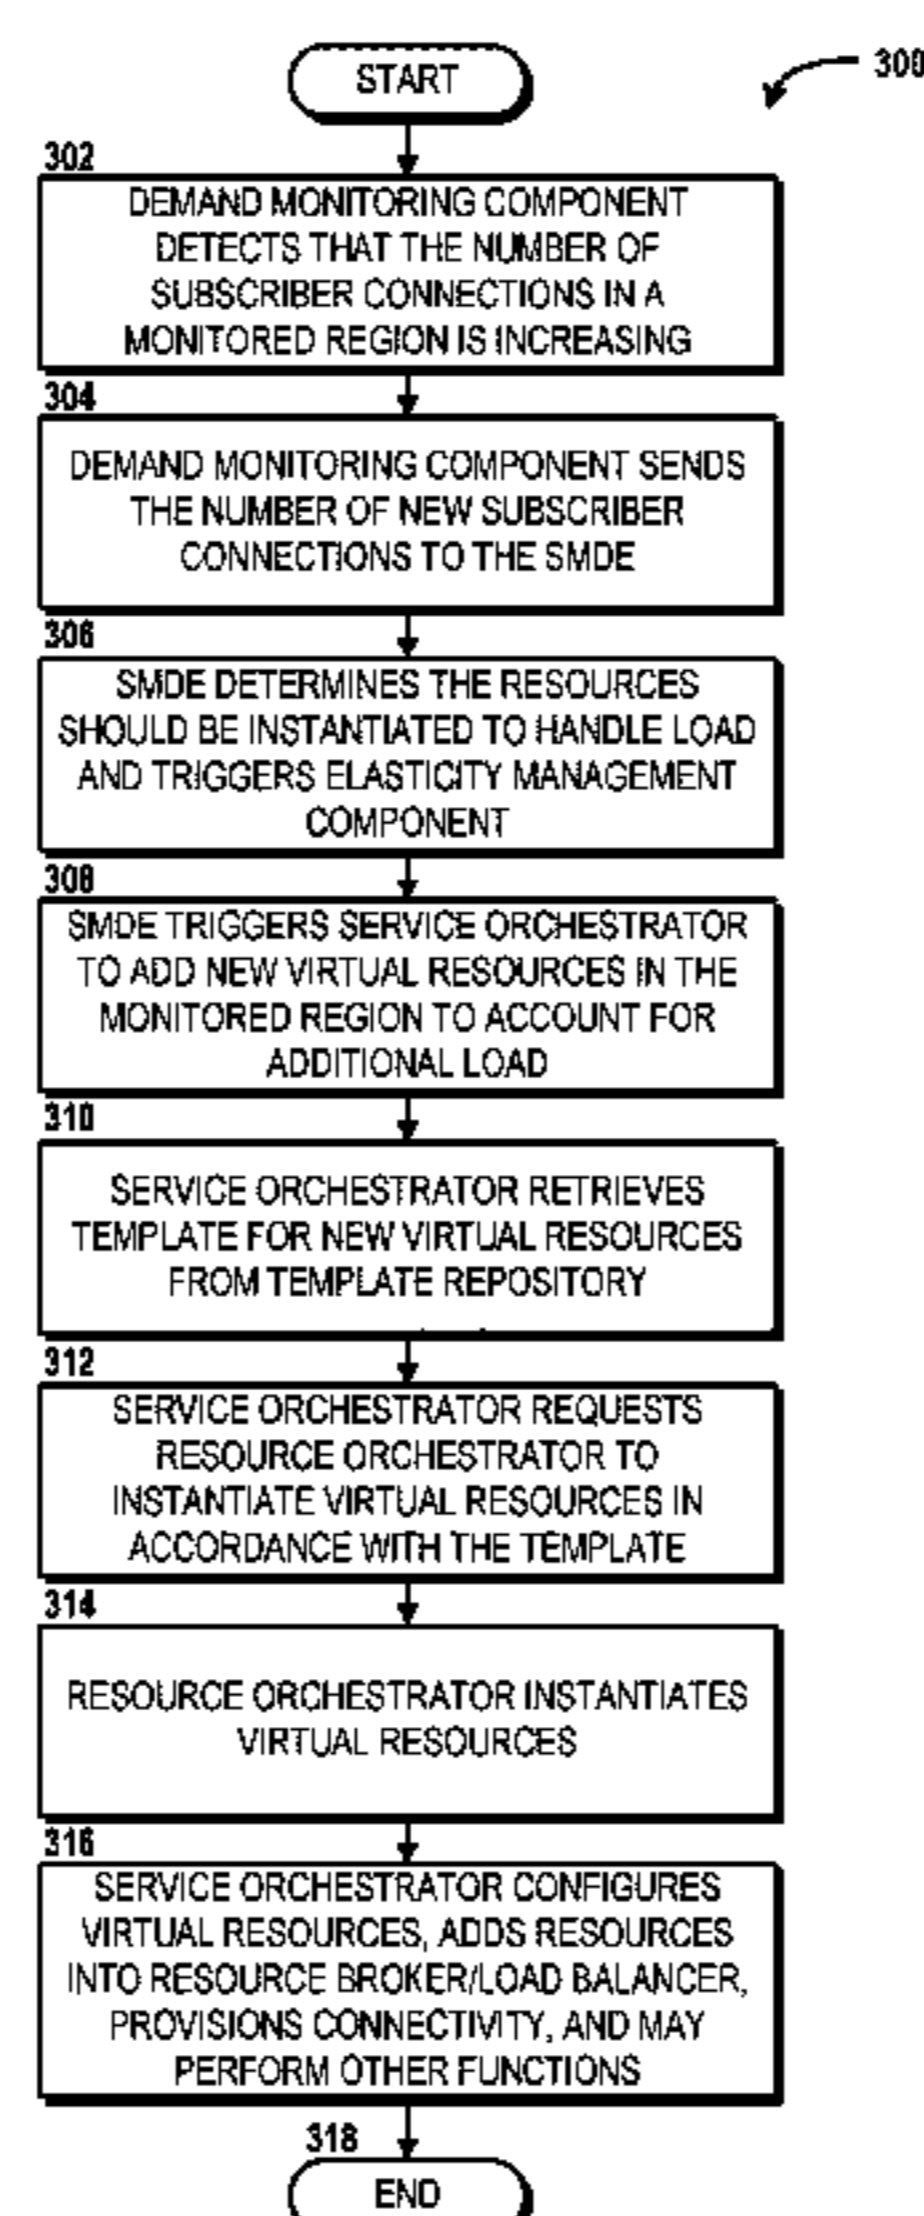 START
300
302
DEMAND MONITORING COMPONENT
DETECTS THAT THE NUMBER OF
SUBSCRIBER CONNECTIONS IN A
MONITORED REGION IS INCREASING
304
DEMAND MONITORING COMPONENT SENDS
THE NUMBER OF NEW SUBSCRIBER
CONNECTIONS TO THE SMDE
306
SMDE DETERMINES THE RESOURCES
SHOULD BE INSTANTIATED TO HANDLE LOAD
AND TRIGGERS ELASTICITY MANAGEMENT
COMPONENT
308
SMDE TRIGGERS SERVICE ORCHESTRATOR
TO ADD NEW VIRTUAL RESOURCES IN THE
MONITORED REGION TO ACCOUNT FOR
ADDITIONAL LOAD
310
SERVICE ORCHESTRATOR RETRIEVES
TEMPLATE FOR NEW VIRTUAL RESOURCES
FROM TEMPLATE REPOSITORY
312
SERVICE ORCHESTRATOR REQUESTS
RESOURCE ORCHESTRATOR TO
INSTANTIATE VIRTUAL RESOURCES IN
ACCORDANCE WITH THE TEMPLATE
314
RESOURCE ORCHESTRATOR INSTANTIATES
VIRTUAL RESOURCES
316
SERVICE ORCHESTRATOR CONFIGURES
VIRTUAL RESOURCES, ADDS RESOURCES
INTO RESOURCE BROKER/LOAD BALANCER,
PROVISIONS CONNECTIVITY, AND MAY
PERFORM OTHER FUNCTIONS
318
END